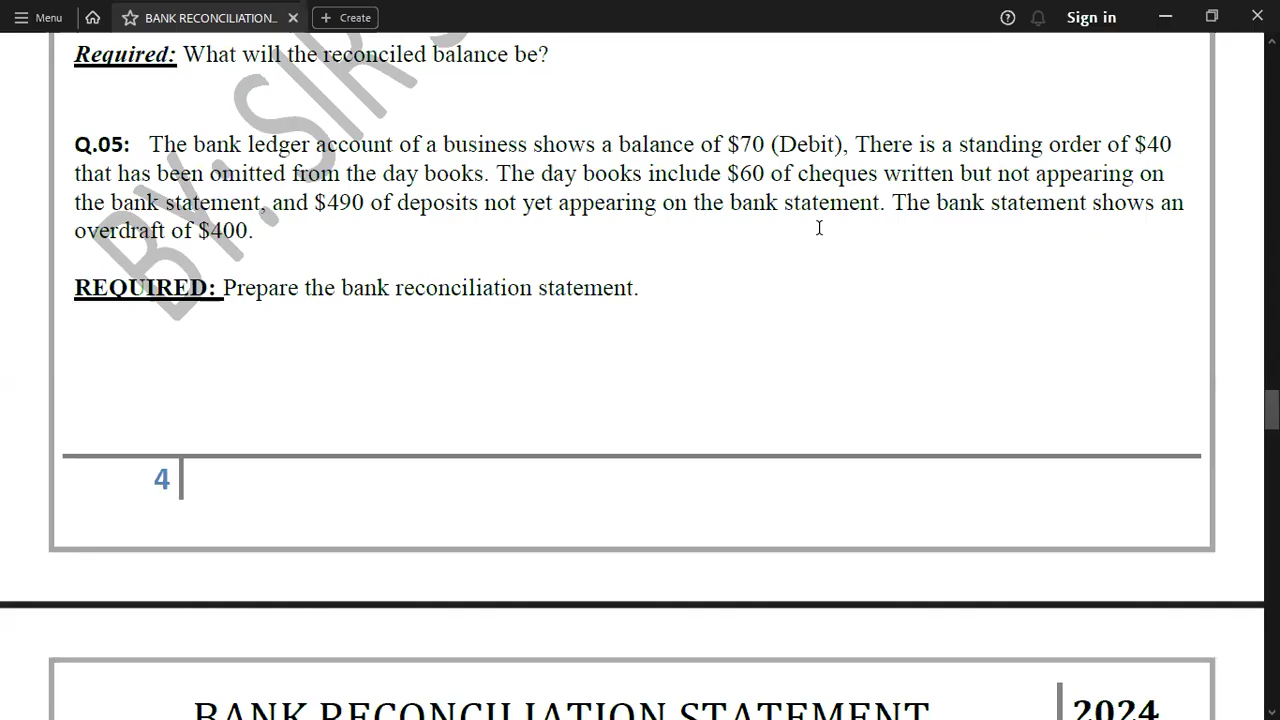 Menu
BANK RECONCILIATION...
Create
Sign in
Required: What will the reconciled balance be?
Q.05: The bank ledger account of a business shows a balance of $70 (Debit), There is a standing order of $40
that has been omitted from the day books. The day books include $60 of cheques written but not appearing on
the bank statement, and $490 of deposits not yet appearing on the bank statement. The bank statement shows an
overdraft of $400.
REQUIRED: Prepare the bank reconciliation statement.
BY: SIR S
4
BANK RECONCILIATION STATEMENT
2024